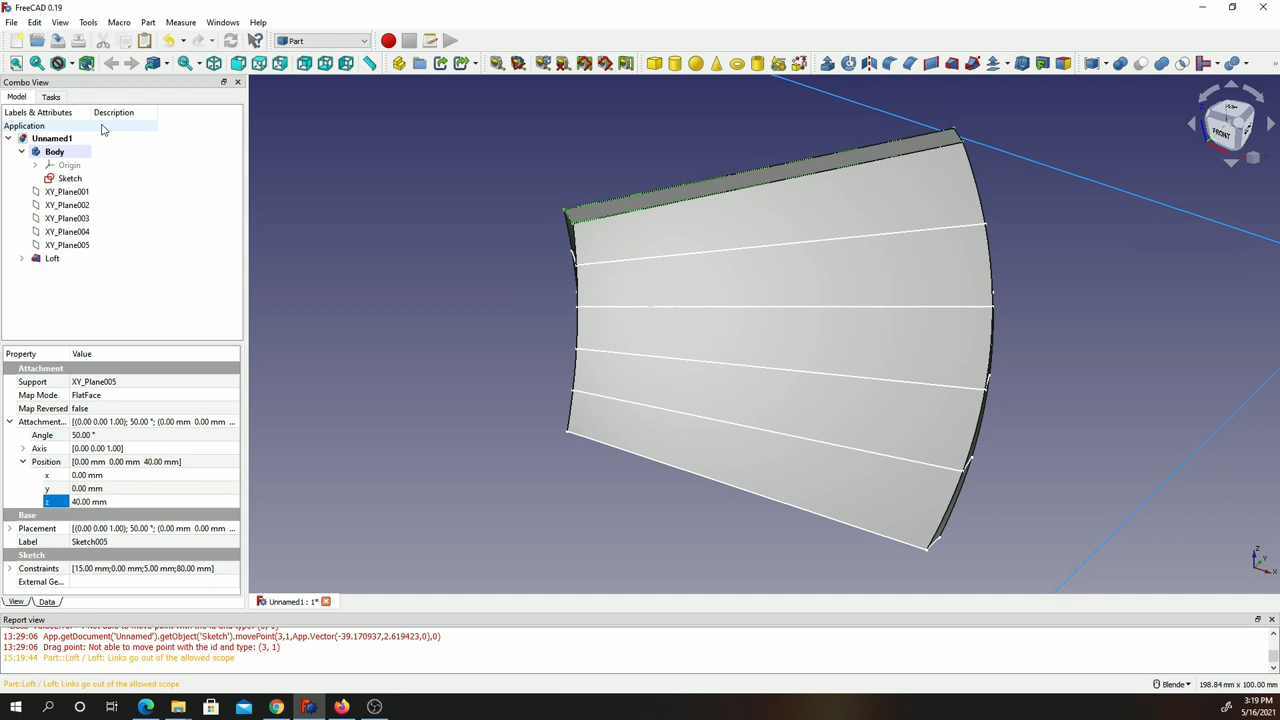 FreeCAD 0.19
File Edit View Tools Macro Part Measure Windows Help
Part
Combo View
Model Tasks
Labels & Attributes Description
Application
Unnamed1
Body
Origin
Sketch
XY_Plane001
XY_Plane002
XY_Plane003
XY_Plane004
XY_Plane005
Loft
Property Value
Attachment
Support XY_Plane005
Map Mode FlatFace
Map Reversed false
Attachment... [(0.00 0.00 1.00); 50.00 °; (0.00 mm 0.00 mm ...
Angle 50.00 °
Axis [0.00 0.00 1.00]
Position [0.00 mm 0.00 mm 40.00 mm]
x 0.00 mm
y 0.00 mm
z 40.00 mm
Base
Placement [(0.00 0.00 1.00); 50.00 °; (0.00 mm 0.00 mm ...
Label Sketch005
Sketch
Constraints [15.00 mm;0.00 mm;5.00 mm;80.00 mm]
External Ge...
View Data
FRONT
Z
Y
X
Unnamed1 : 1*
Report view
13:29:06 App.getDocument('Unnamed').getObject('Sketch').movePoint(3,1,App.Vector(-39.170937,2.619423,0),0)
13:29:06 Drag point: Not able to move point with the id and type: (3, 1)
15:19:44 Part::Loft / Loft: Links go out of the allowed scope
Part::Loft / Loft: Links go out of the allowed scope
Blende 198.84 mm x 100.00 mm
3:19 PM
5/16/2021